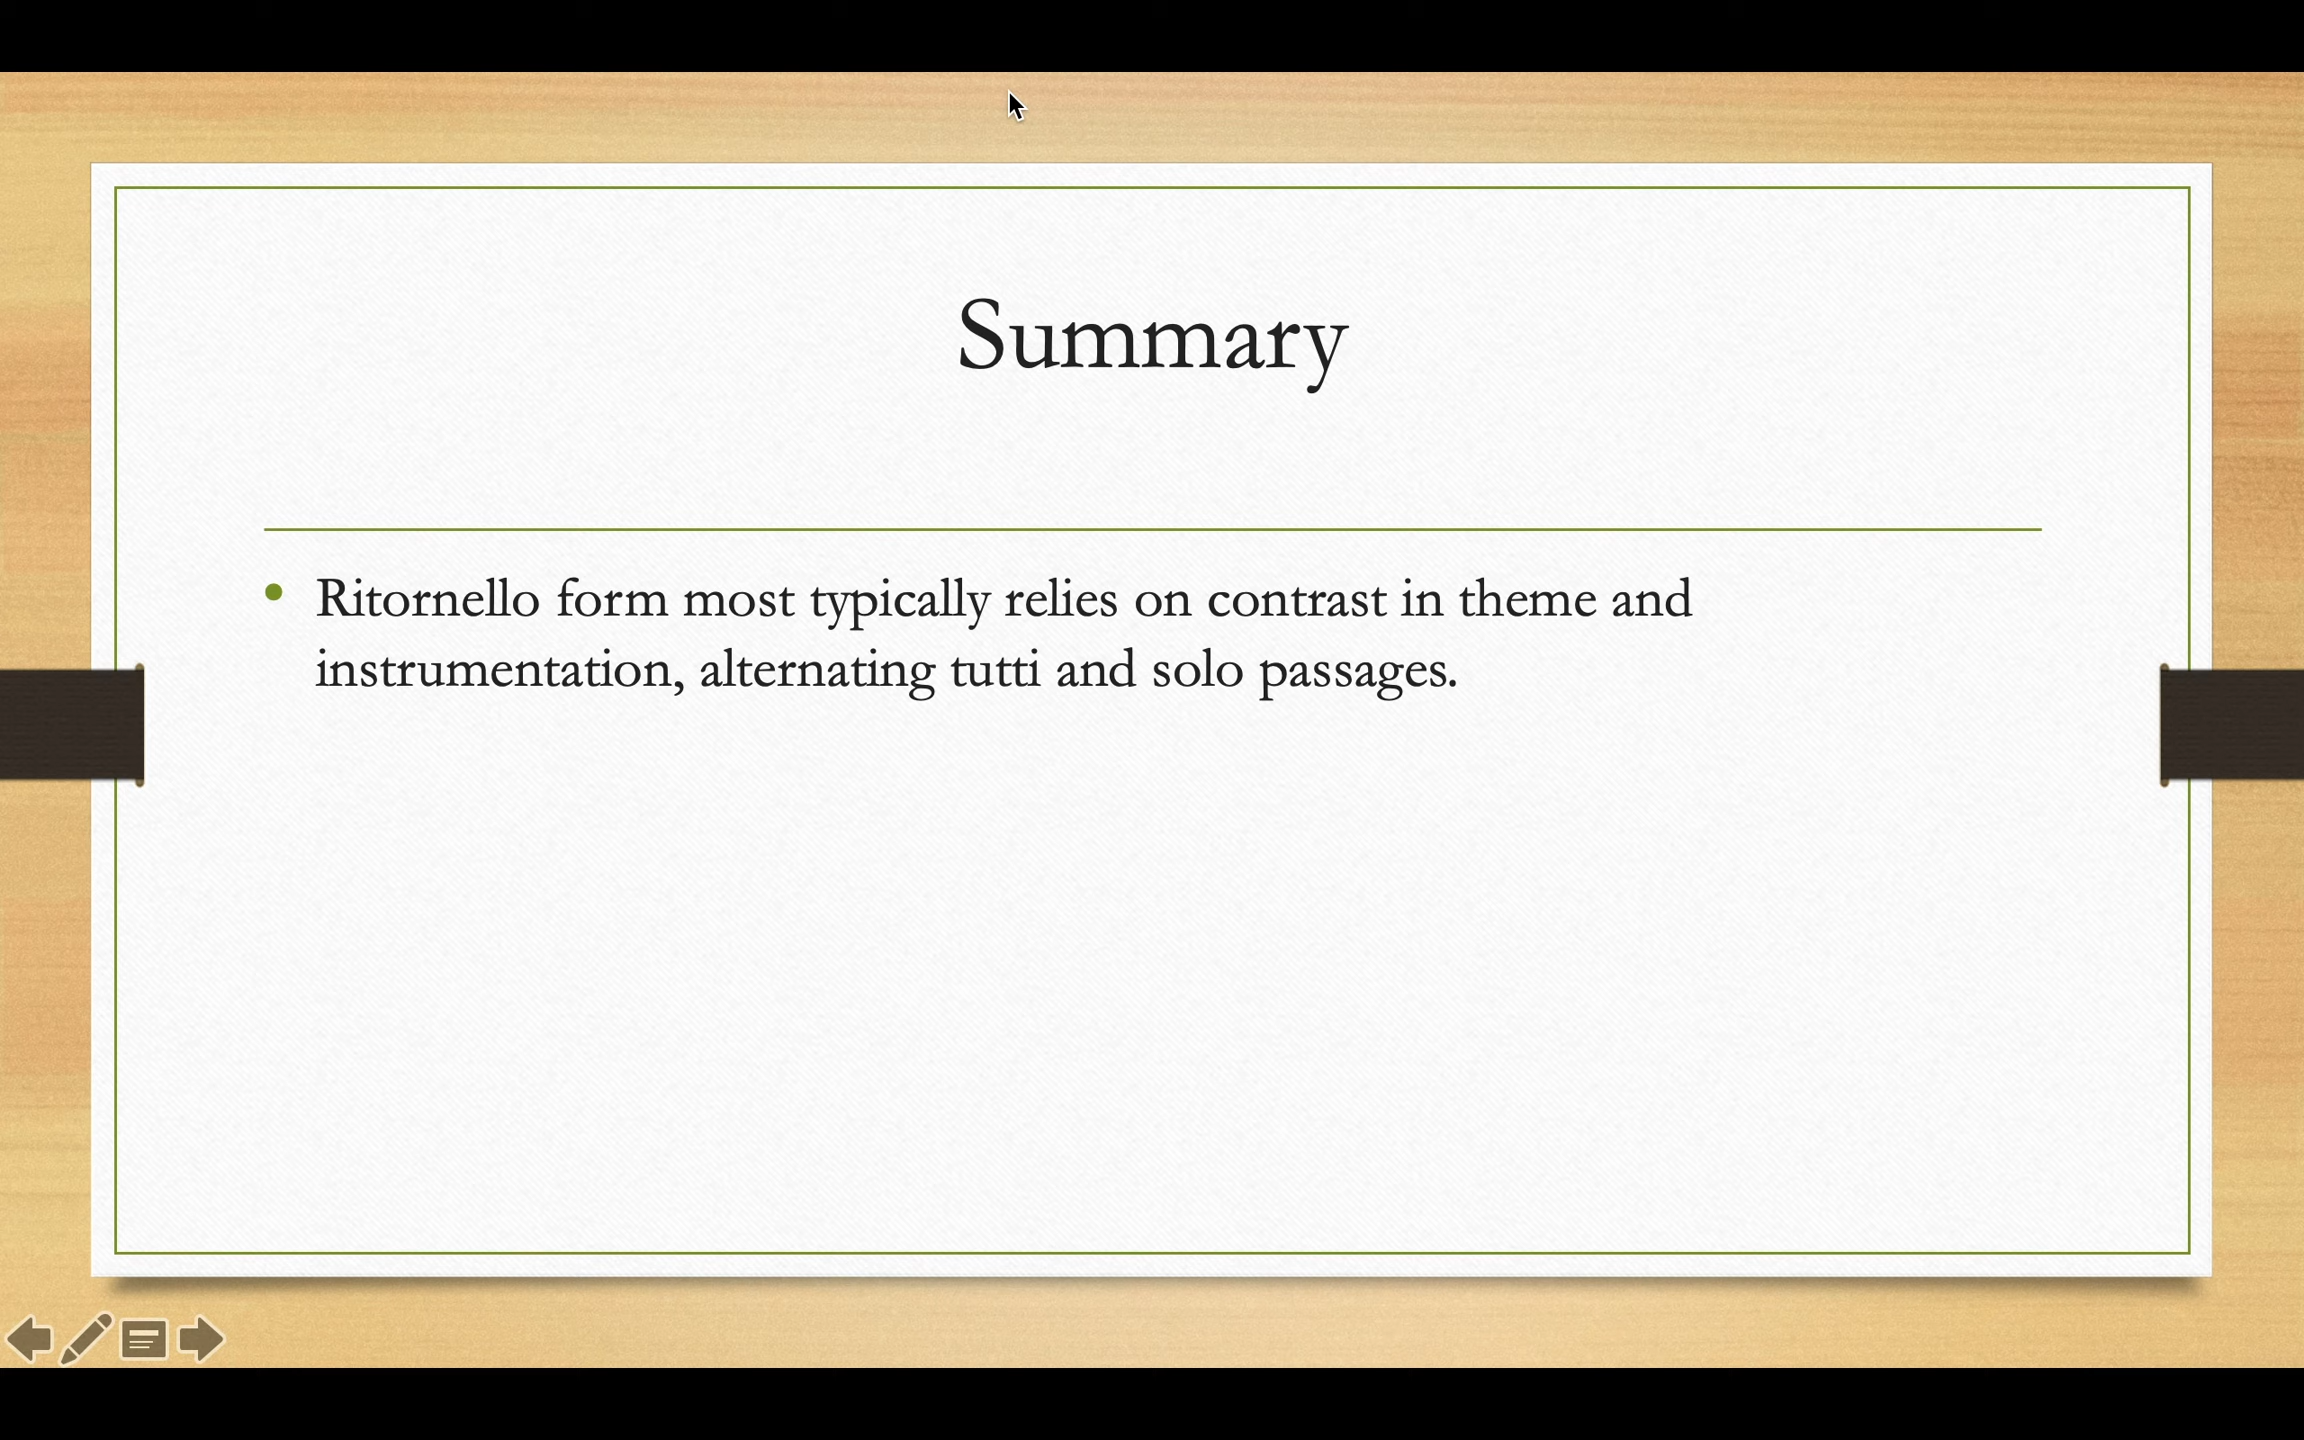 Summary
Ritornello form most typically relies on contrast in theme and
instrumentation, alternating tutti and solo passages.